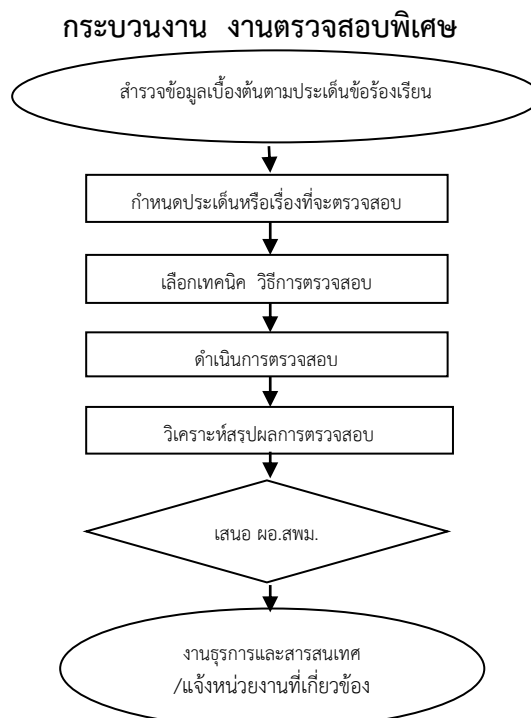 กระบวนงาน งานตรวจสอบพิเศษ
สำรวจข้อมูลเบื้องต้นตามประเด็นข้อร้องเรียน
กำหนดประเด็นหรือเรื่องที่จะตรวจสอบ
เลือกเทคนิค วิธีการตรวจสอบ
ดำเนินการตรวจสอบ
วิเคราะห์สรุปผลการตรวจสอบ
เสนอ ผอ.สพม.
งานธุรการและสารสนเทศ
/แจ้งหน่วยงานที่เกี่ยวข้อง